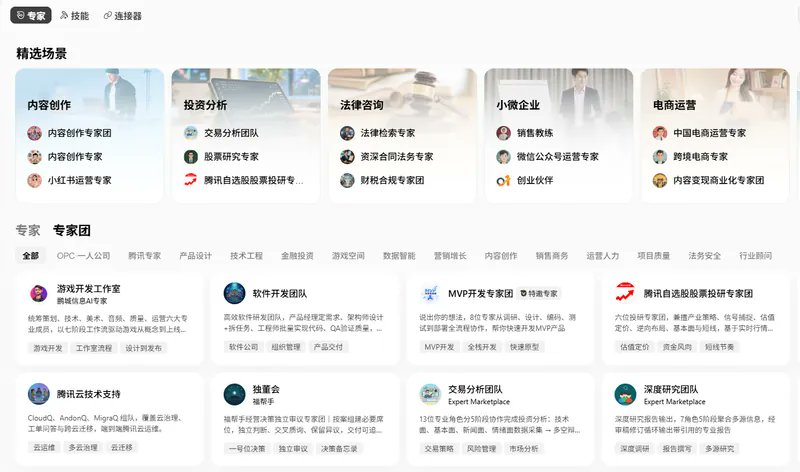 专家 技能 连接器
精选场景
内容创作
内容创作专家团
内容创作专家
小红书运营专家
投资分析
交易分析团队
股票研究专家
腾讯自选股股票投研专...
法律咨询
法律检索专家
资深合同法务专家
财税合规专家团
小微企业
销售教练
微信公众号运营专家
创业伙伴
电商运营
中国电商运营专家
跨境电商专家
内容变现商业化专家团
专家 专家团
全部 OPC 一人公司 腾讯专家 产品设计 技术工程 金融投资 游戏空间 数据智能 营销增长 内容创作 销售商务 运营人力 项目质量 法务安全 行业顾问
游戏开发工作室
鹏城信息AI专家
统筹策划、技术、美术、音频、质量、运营六大专
业成员，以七阶段工作流驱动游戏从概念到上线...
游戏开发 工作室流程 设计到发布
软件开发团队
高效软件研发团队，产品经理定需求、架构师设计
+拆任务、工程师批量实现代码、QA验证质量，...
软件公司 组织管理 产品交付
MVP开发专家团 特邀专家
说出你的想法，8位专家从调研、设计、编码、测
试到部署全流程协作，帮你快速开发MVP产品
MVP开发 全栈开发 快速原型
腾讯自选股股票投研专家团
六位投研专家团，兼擅产业策略、信号捕捉、估值
定价、逆向布局、基本面与短线，基于实时行情...
估值定价 资金风向 短线节奏
腾讯云技术支持
CloudQ、AndonQ、MigraQ 组队，覆盖云治理、
工单问答与跨云迁移，端到端腾讯云运维。
云运维 多云治理 云迁移
独董会
福帮手
福帮手经营决策独立审议专家团｜按案组建必要席
位，独立判断、交叉质询、保留异议，交付可追...
一号位决策 独立审议 决策备忘录
交易分析团队
Expert Marketplace
13位专业角色分5阶段协作完成投资分析：技术
面、基本面、新闻面、情绪面数据采集 → 多空辩...
交易策略 风险管理 市场分析
深度研究团队
Expert Marketplace
深度研究报告输出，7角色5阶段聚合多源信息，经
审稿修订循环输出带引用的专业报告
深度调研 报告撰写 多源研究